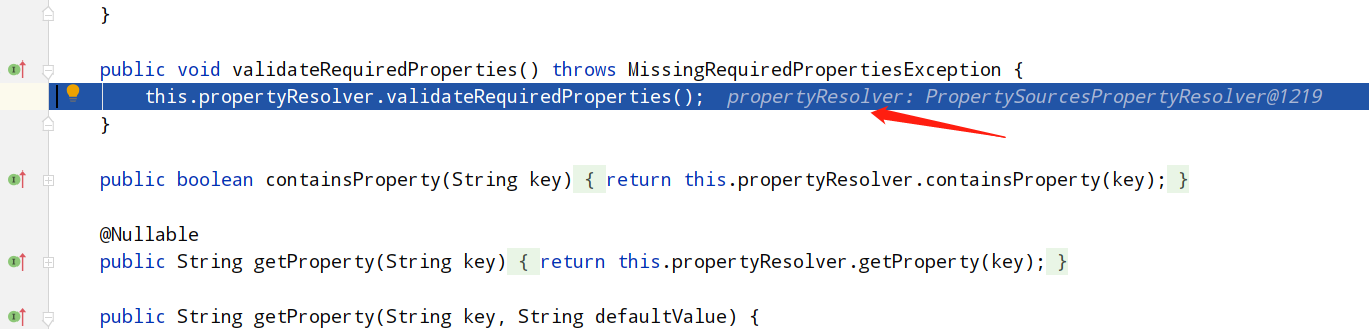 }
public void validateRequiredProperties() throws MissingRequiredPropertiesException {
this.propertyResolver.validateRequiredProperties(); propertyResolver: PropertySourcesPropertyResolver@1219
}
public boolean containsProperty(String key) { return this.propertyResolver.containsProperty(key); }
@Nullable
public String getProperty(String key) { return this.propertyResolver.getProperty(key); }
public String getProperty(String key, String defaultValue) {